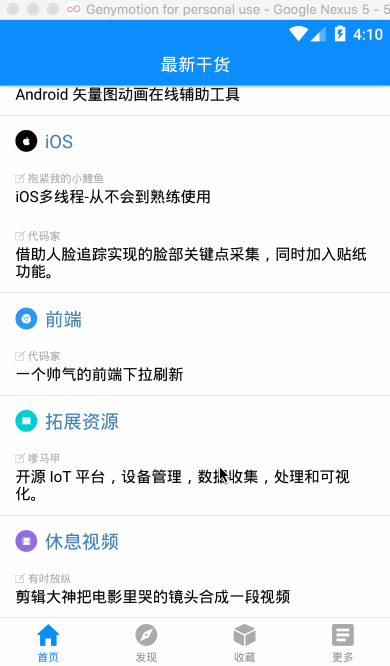 Genymotion for personal use - Google Nexus 5 - 5
4:10
最新干货
Android 矢量图动画在线辅助工具
iOS
抱紧我的小鲤鱼
iOS多线程-从不会到熟练使用
代码家
借助人脸追踪实现的脸部关键点采集，同时加入贴纸
功能。
前端
代码家
一个帅气的前端下拉刷新
拓展资源
嗲马甲
开源 IoT 平台，设备管理，数据收集，处理和可视
化。
休息视频
有时放纵
剪辑大神把电影里哭的镜头合成一段视频
首页
发现
收藏
更多